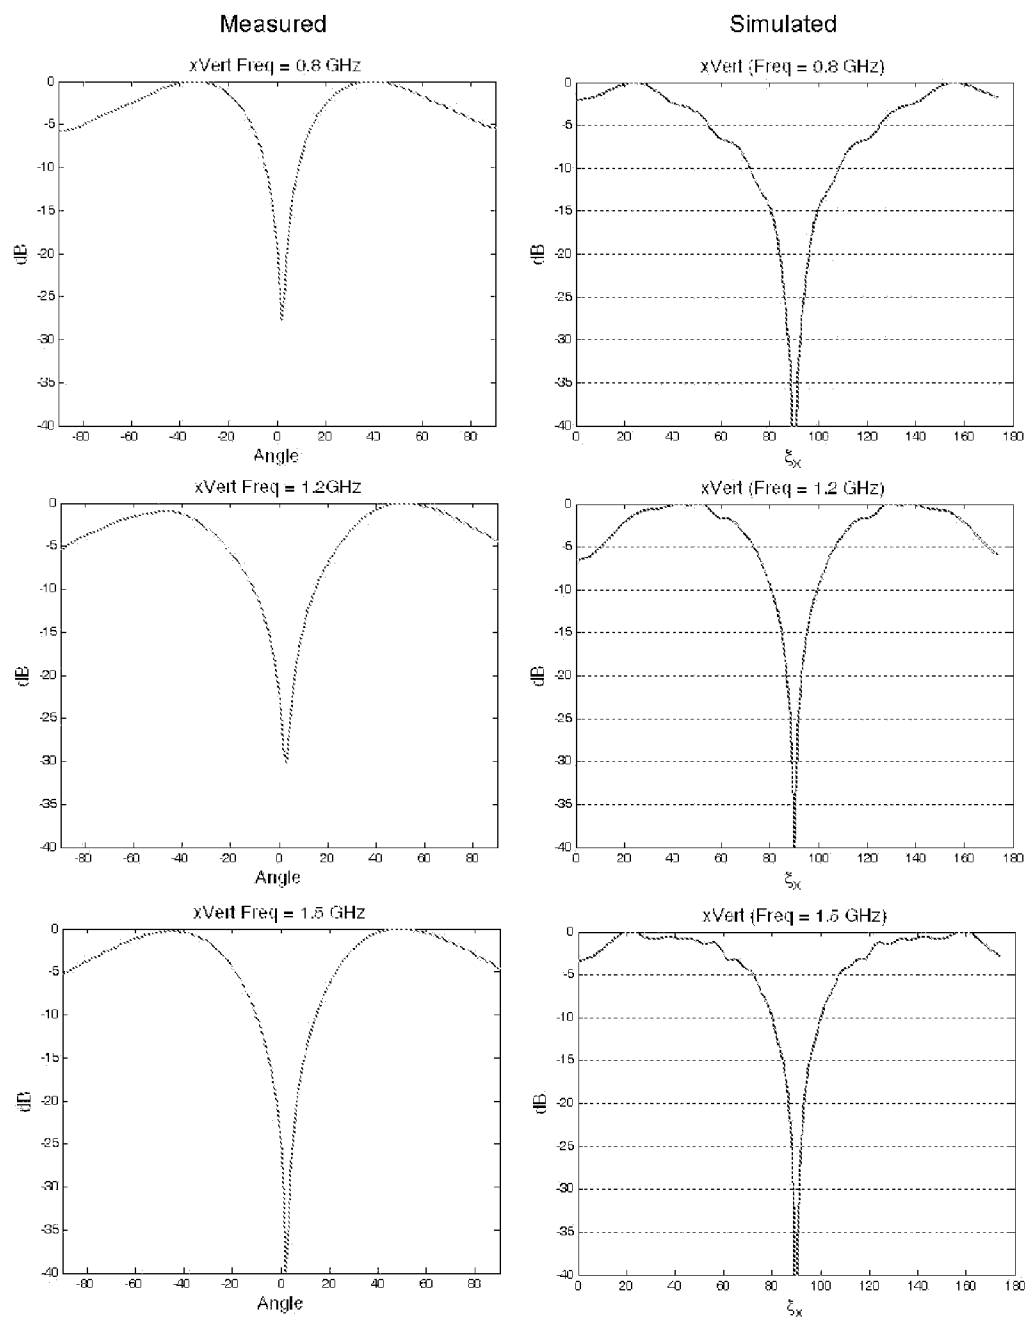 Measured Simulated
xVert Freq = 0.8 GHz
0
-5
-10
-15
-20
-25
-30
-35
-40
dB
-80 -60 -40 -20 0 20 40 60 80
Angle
xVert (Freq = 0.8 GHz)
0
-5
-10
-15
-20
-25
-30
-35
-40
dB
0 20 40 60 80 100 120 140 160 180
ξx
xVert Freq = 1.2GHz
0
-5
-10
-15
-20
-25
-30
-35
-40
dB
-80 -60 -40 -20 0 20 40 60 80
Angle
xVert (Freq = 1.2 GHz)
0
-5
-10
-15
-20
-25
-30
-35
-40
dB
0 20 40 60 80 100 120 140 160 180
ξx
xVert Freq = 1.5 GHz
0
-5
-10
-15
-20
-25
-30
-35
-40
dB
-80 -60 -40 -20 0 20 40 60 80
Angle
xVert (Freq = 1.5 GHz)
0
-5
-10
-15
-20
-25
-30
-35
-40
dB
0 20 40 60 80 100 120 140 160 180
ξx